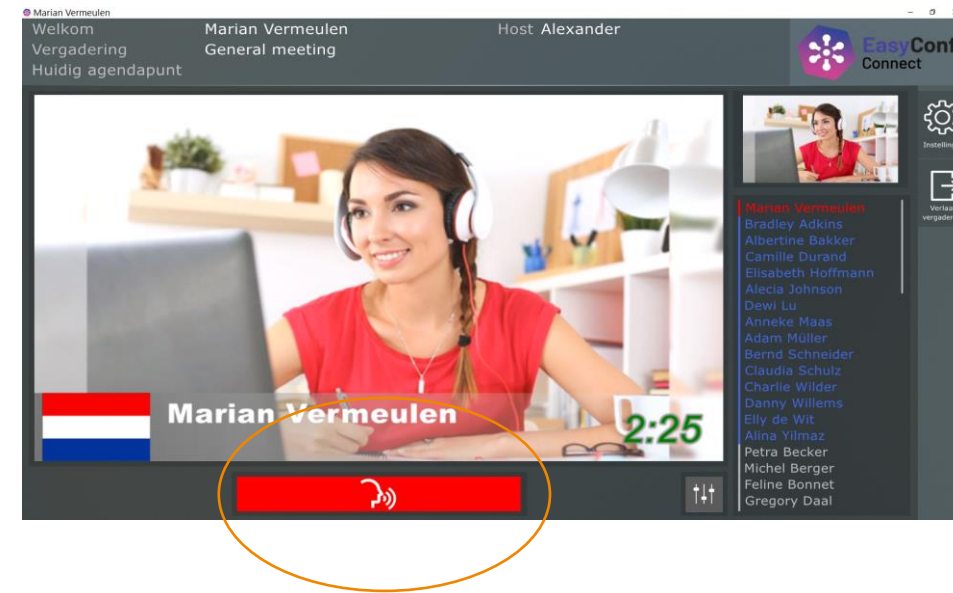 Marian Vermeulen
Welkom Marian Vermeulen Host Alexander
Vergadering General meeting
Huidig agendapunt
EasyConf
Connect
Marian Vermeulen
2:25
Marian Vermeulen
Bradley Adkins
Albertine Bakker
Camille Durand
Elisabeth Hoffmann
Alecia Johnson
Dewi Lu
Anneke Maas
Adam Müller
Bernd Schneider
Claudia Schulz
Charlie Wilder
Danny Willems
Elly de Wit
Alina Yilmaz
Petra Becker
Michel Berger
Feline Bonnet
Gregory Daal